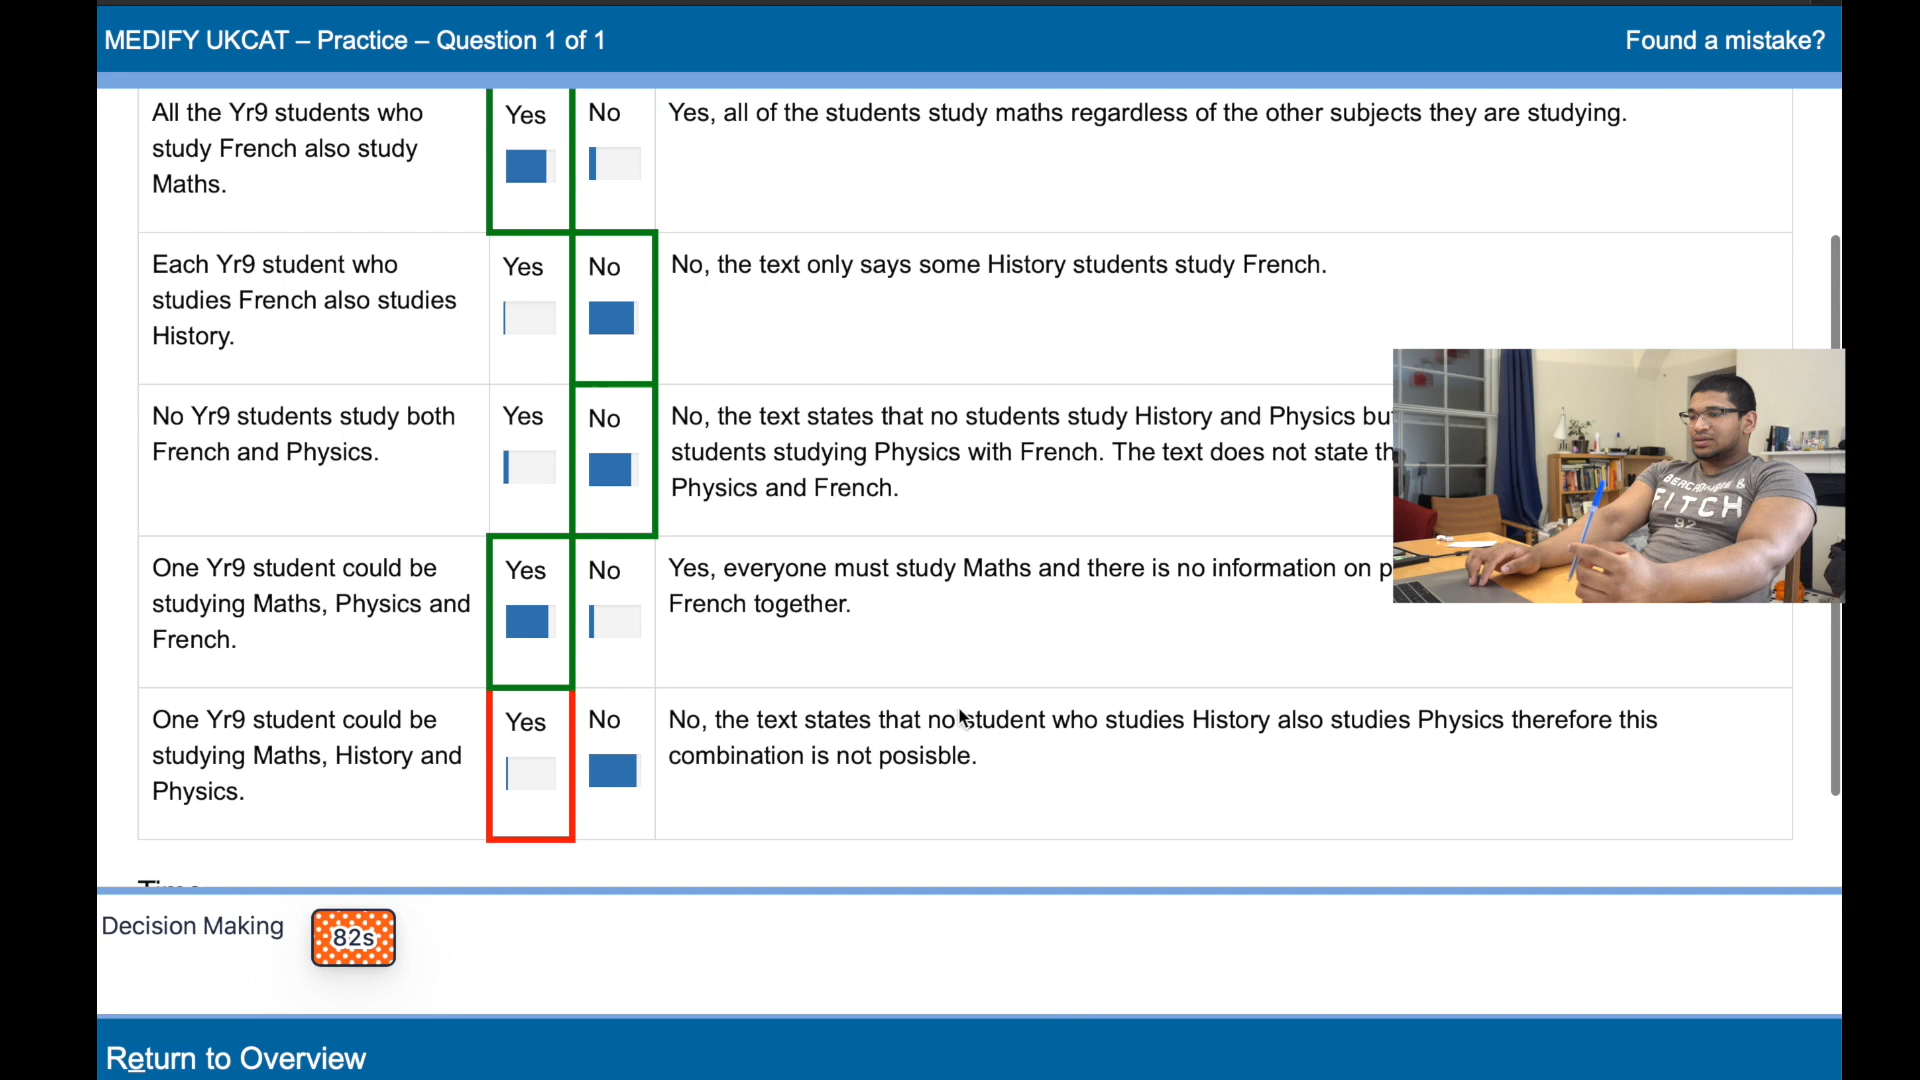 MEDIFY UKCAT – Practice – Question 1 of 1
Found a mistake?
All the Yr9 students who
study French also study
Maths.
Yes
No
Yes, all of the students study maths regardless of the other subjects they are studying.
Each Yr9 student who
studies French also studies
History.
Yes
No
No, the text only says some History students study French.
No Yr9 students study both
French and Physics.
Yes
No
No, the text states that no students study History and Physics but
students studying Physics with French. The text does not state th
Physics and French.
One Yr9 student could be
studying Maths, Physics and
French.
Yes
No
Yes, everyone must study Maths and there is no information on p
French together.
One Yr9 student could be
studying Maths, History and
Physics.
Yes
No
No, the text states that no student who studies History also studies Physics therefore this
combination is not posisble.
FITCH
92
Decision Making
82s
Return to Overview